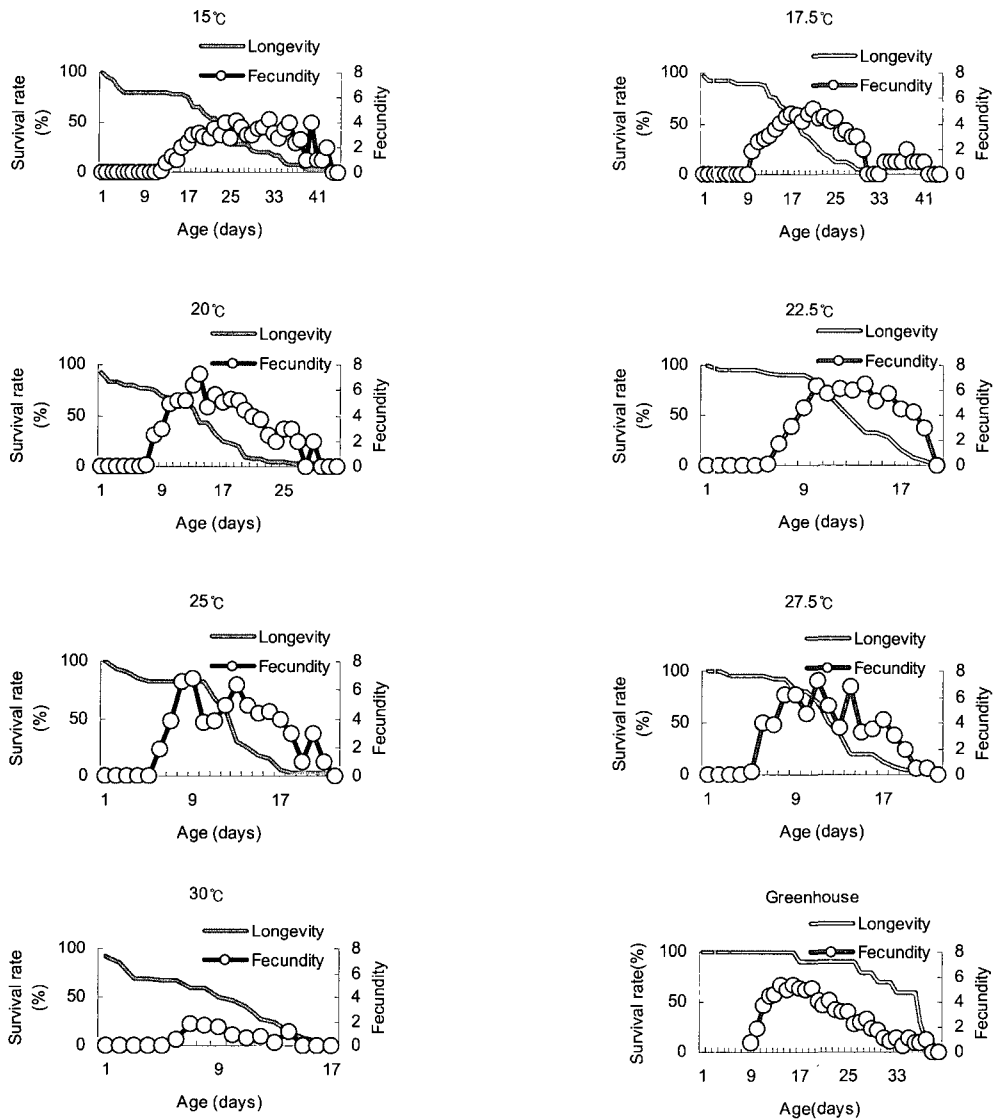 15℃
Longevity
Fecundity
Survival rate
(%)
100
50
0
8
6
4
2
0
Fecundity
1 9 17 25 33 41
Age (days)
17.5℃
Longevity
Fecundity
Survival rate
(%)
100
50
0
8
6
4
2
0
Fecundity
1 9 17 25 33 41
Age (days)
20℃
Longevity
Fecundity
Survival rate
(%)
100
50
0
8
6
4
2
0
Fecundity
1 9 17 25
Age (days)
22.5℃
Longevity
Fecundity
Survival rate
(%)
100
50
0
8
6
4
2
0
Fecundity
1 9 17
Age (days)
25℃
Longevity
Fecundity
Survival rate
(%)
100
50
0
8
6
4
2
0
Fecundity
1 9 17
Age (days)
27.5℃
Longevity
Fecundity
Survival rate
(%)
100
50
0
8
6
4
2
0
Fecundity
1 9 17
Age (days)
30℃
Longevity
Fecundity
Survival rate
(%)
100
50
0
8
6
4
2
0
Fecundity
1 9 17
Age (days)
Greenhouse
Longevity
Fecundity
Survival rate(%)
100
50
0
8
6
4
2
0
Fecundity
1 9 17 25 33
Age(days)